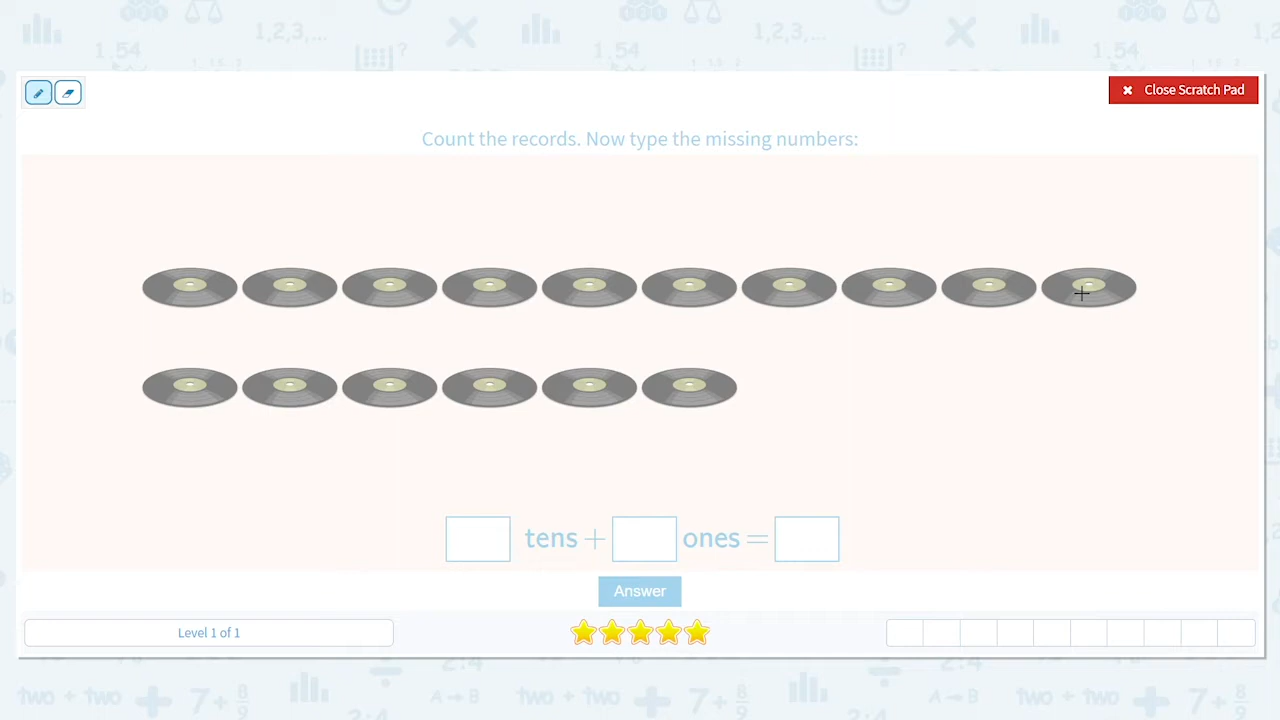 Close Scratch Pad
Count the records. Now type the missing numbers:
tens + ones =
Answer
Level 1 of 1